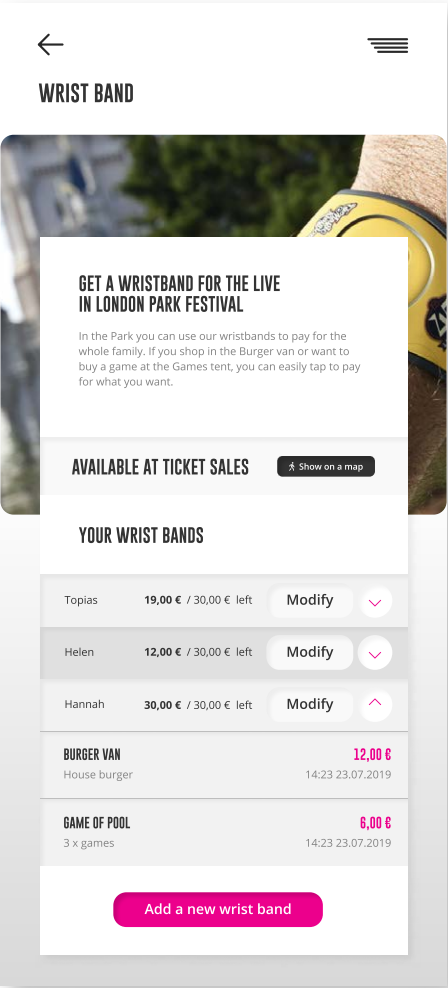 WRIST BAND
GET A WRISTBAND FOR THE LIVE
IN LONDON PARK FESTIVAL
In the Park you can use our wristbands to pay for the
whole family. If you shop in the Burger van or want to
buy a game at the Games tent, you can easily tap to pay
for what you want.
AVAILABLE AT TICKET SALES Show on a map
YOUR WRIST BANDS
Topias 19,00 € / 30,00 € left Modify
Helen 12,00 € / 30,00 € left Modify
Hannah 30,00 € / 30,00 € left Modify
BURGER VAN 12,00 €
House burger 14:23 23.07.2019
GAME OF POOL 6,00 €
3 x games 14:23 23.07.2019
Add a new wrist band